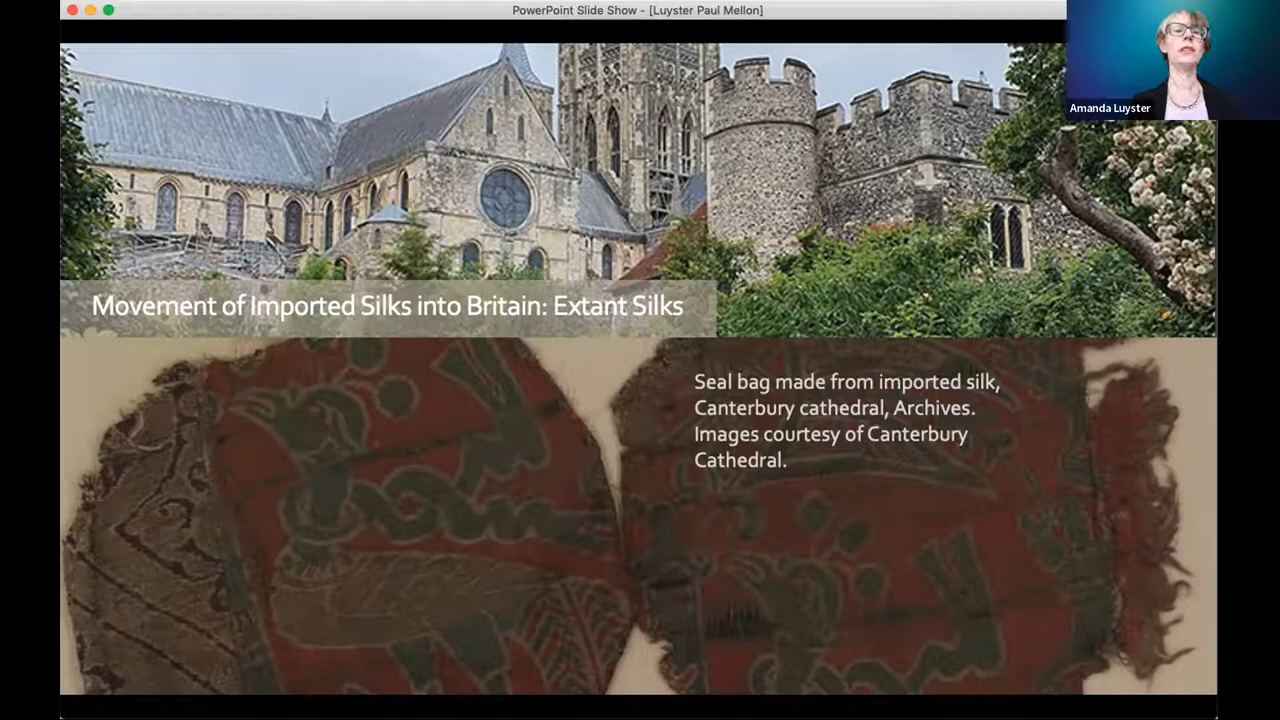 PowerPoint Slide Show - [Luyster Paul Mellon]
Amanda Luyster
Movement of Imported Silks into Britain: Extant Silks
Seal bag made from imported silk,
Canterbury cathedral, Archives.
Images courtesy of Canterbury
Cathedral.